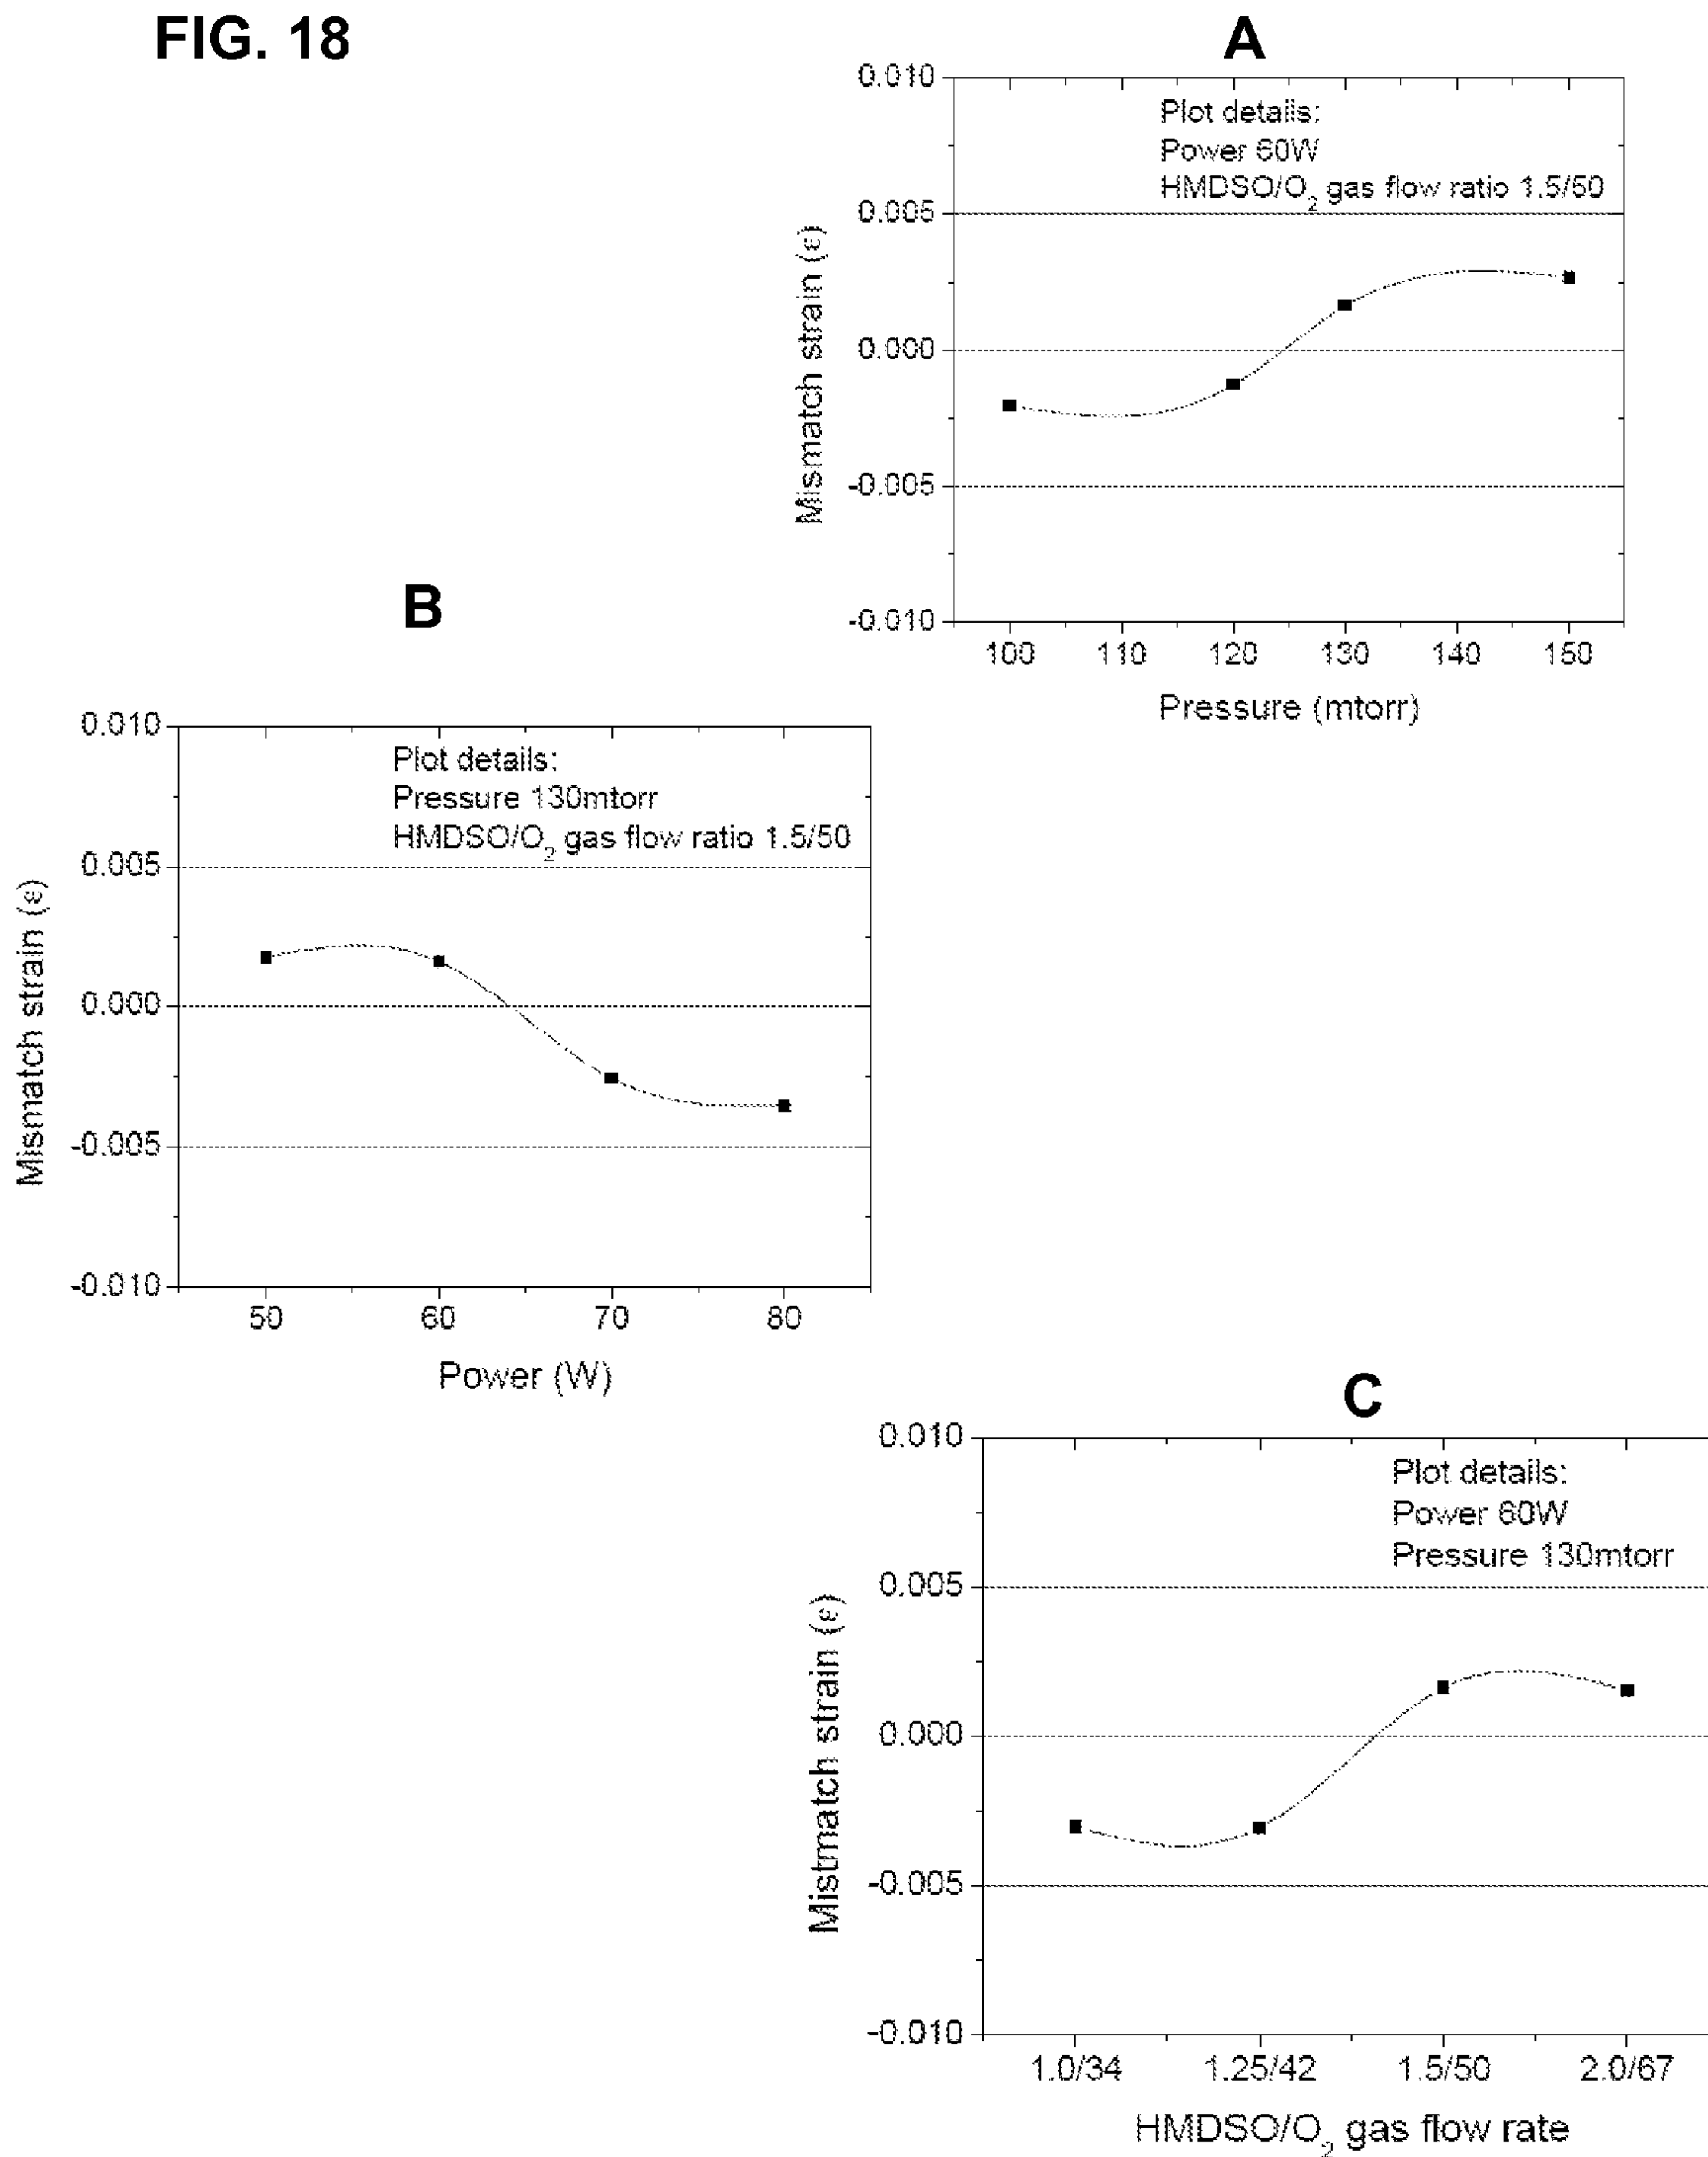 FIG. 18
A
0.010
0.005
0.000
-0.005
-0.010
Mismatch strain (ε)
Plot details:
Power 60W
HMDSO/O2 gas flow ratio 1.5/50
100 110 120 130 140 150
Pressure (mtorr)
B
0.010
0.005
0.000
-0.005
-0.010
Mismatch strain (ε)
Plot details:
Pressure 130mtorr
HMDSO/O2 gas flow ratio 1.5/50
50 60 70 80
Power (W)
C
0.010
0.005
0.000
-0.005
-0.010
Mistmatch strain (ε)
Plot details:
Power 60W
Pressure 130mtorr
1.0/34 1.25/42 1.5/50 2.0/67
HMDSO/O2 gas flow rate